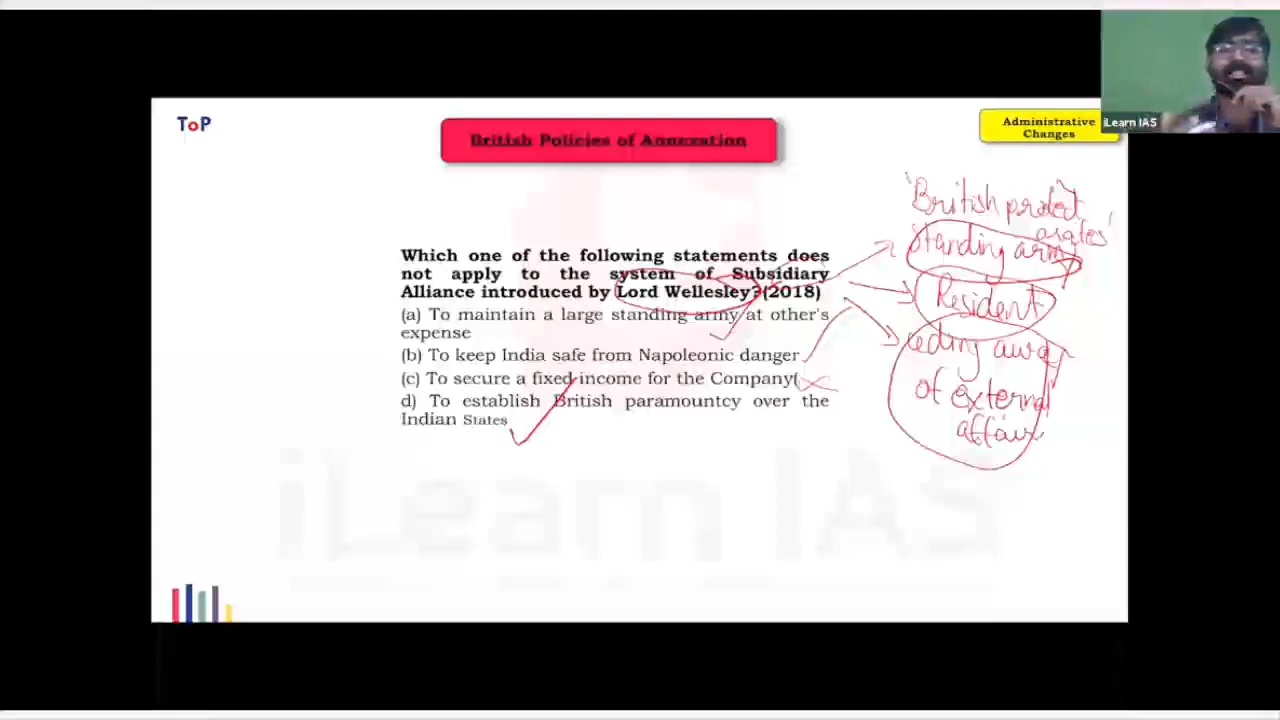 ToP
British Policies of Annexation
Administrative
Changes
iLearn IAS
'British protect
orates'
Standing army
Resident
ceding away
of external
affairs
Which one of the following statements does
not apply to the system of Subsidiary
Alliance introduced by Lord Wellesley?(2018)
(a) To maintain a large standing army at other's
expense
(b) To keep India safe from Napoleonic danger
(c) To secure a fixed income for the Company(
d) To establish British paramountcy over the
Indian States
iLearn IAS